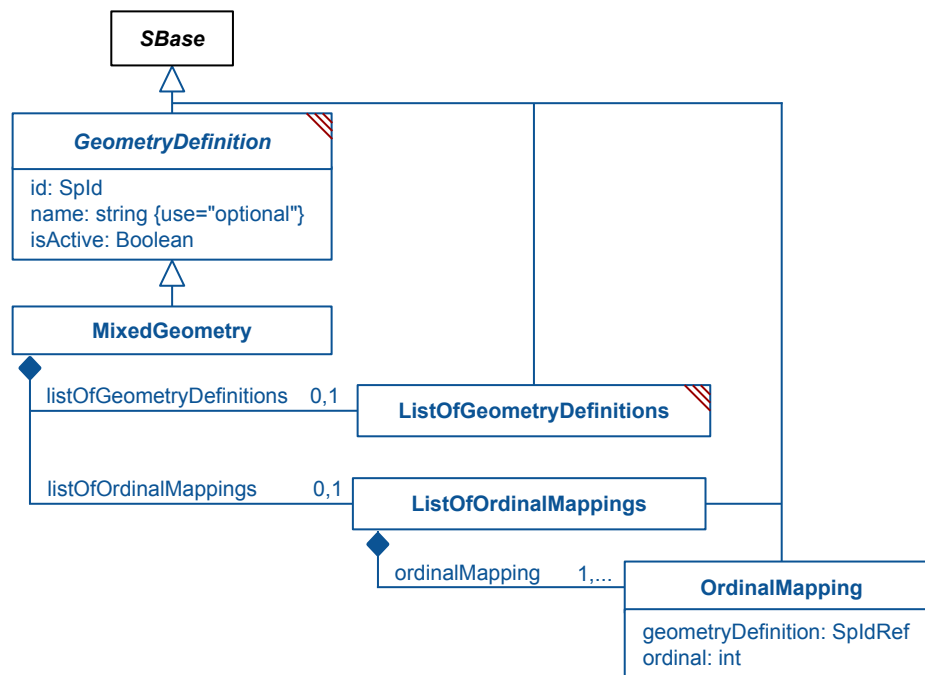 SBase
GeometryDefinition
id: SpId
name: string {use="optional"}
isActive: Boolean
MixedGeometry
listOfGeometryDefinitions 0,1
ListOfGeometryDefinitions
listOfOrdinalMappings 0,1
ListOfOrdinalMappings
ordinalMapping 1,...
OrdinalMapping
geometryDefinition: SpIdRef
ordinal: int